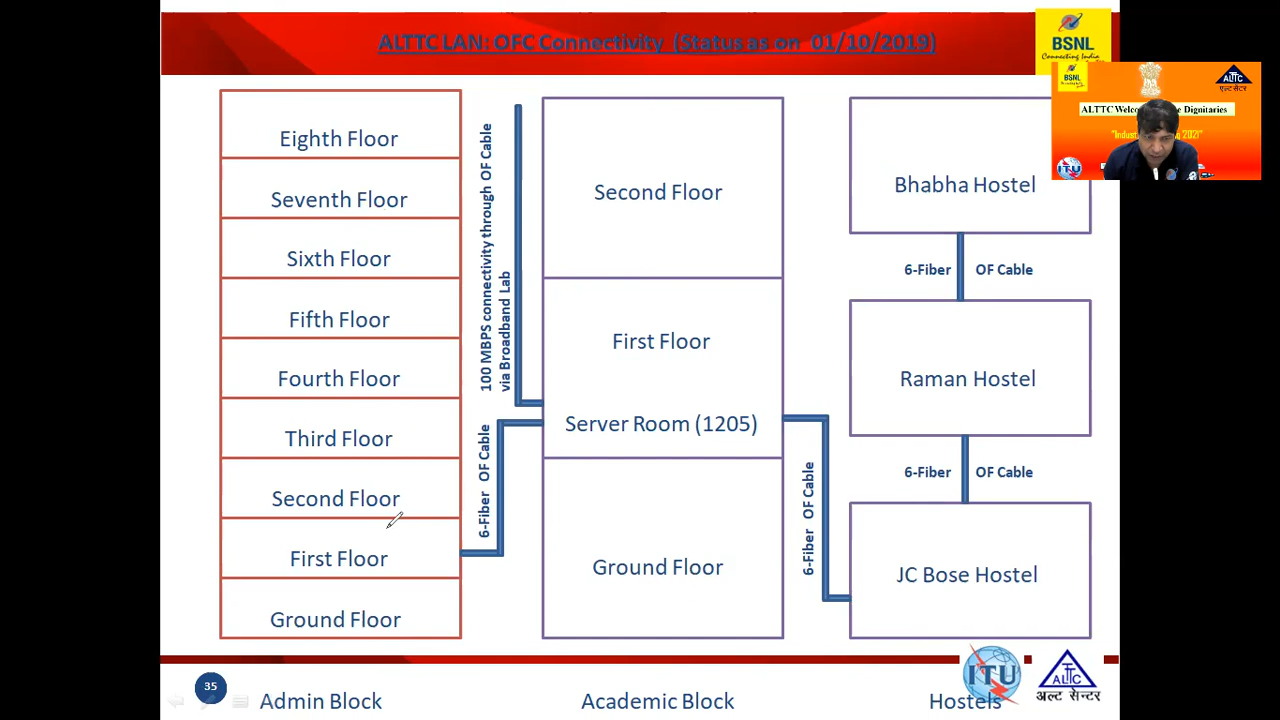 ALTTC LAN: OFC Connectivity (Status as on 01/10/2019)
BSNL
Connecting India
BSNL
ALTTC
एल्ट सेंटर
ALTTC
Dignitaries
2021
ITU
Eighth Floor
Seventh Floor
Sixth Floor
Fifth Floor
Fourth Floor
Third Floor
Second Floor
First Floor
Ground Floor
100 MBPS connectivity through OF Cable
via Broadband Lab
6-Fiber OF Cable
Second Floor
First Floor
Server Room (1205)
Ground Floor
6-Fiber OF Cable
Bhabha Hostel
6-Fiber OF Cable
Raman Hostel
6-Fiber OF Cable
JC Bose Hostel
35
Admin Block
Academic Block
Hostels
ITU
ALTTC
अल्ट सेन्टर